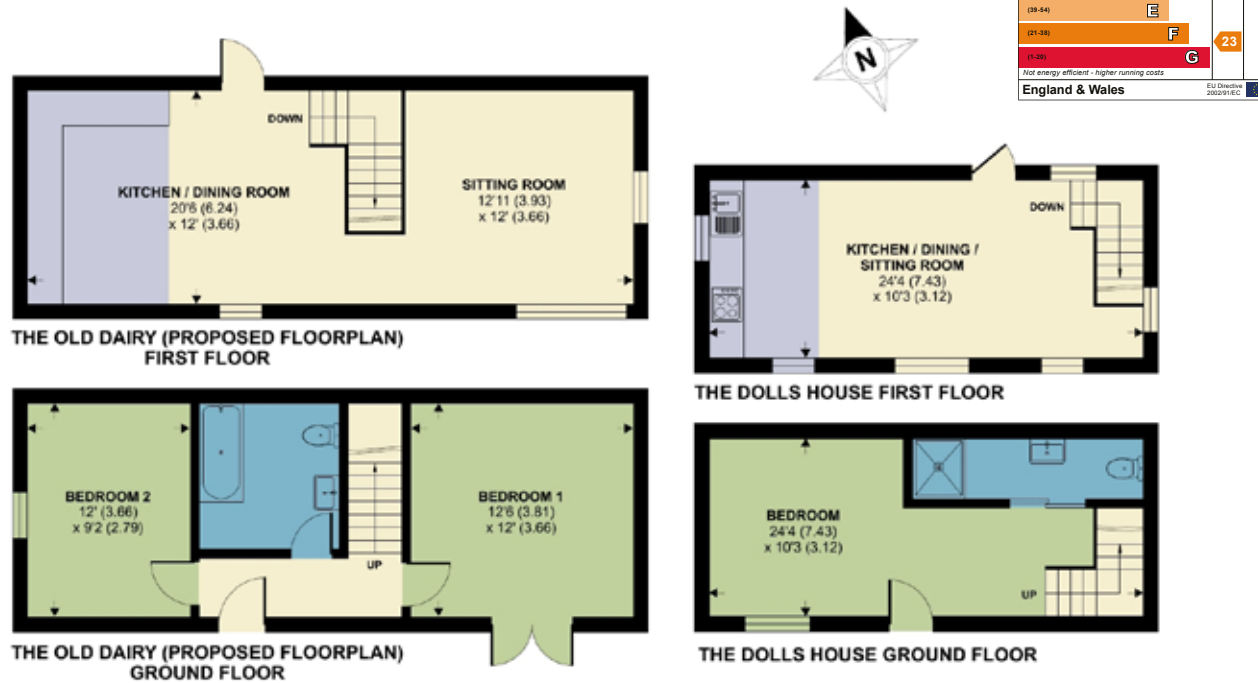 (39-54) E
(21-38) F
23
(1-20) G
Not energy efficient - higher running costs
England & Wales
EU Directive
2002/91/EC
N
DOWN
KITCHEN / DINING ROOM
20'6 (6.24)
x 12' (3.66)
SITTING ROOM
12'11 (3.93)
x 12' (3.66)
THE OLD DAIRY (PROPOSED FLOORPLAN)
FIRST FLOOR
DOWN
KITCHEN / DINING /
SITTING ROOM
24'4 (7.43)
x 10'3 (3.12)
THE DOLLS HOUSE FIRST FLOOR
BEDROOM 2
12' (3.66)
x 9'2 (2.79)
UP
BEDROOM 1
12'6 (3.81)
x 12' (3.66)
THE OLD DAIRY (PROPOSED FLOORPLAN)
GROUND FLOOR
BEDROOM
24'4 (7.43)
x 10'3 (3.12)
UP
THE DOLLS HOUSE GROUND FLOOR